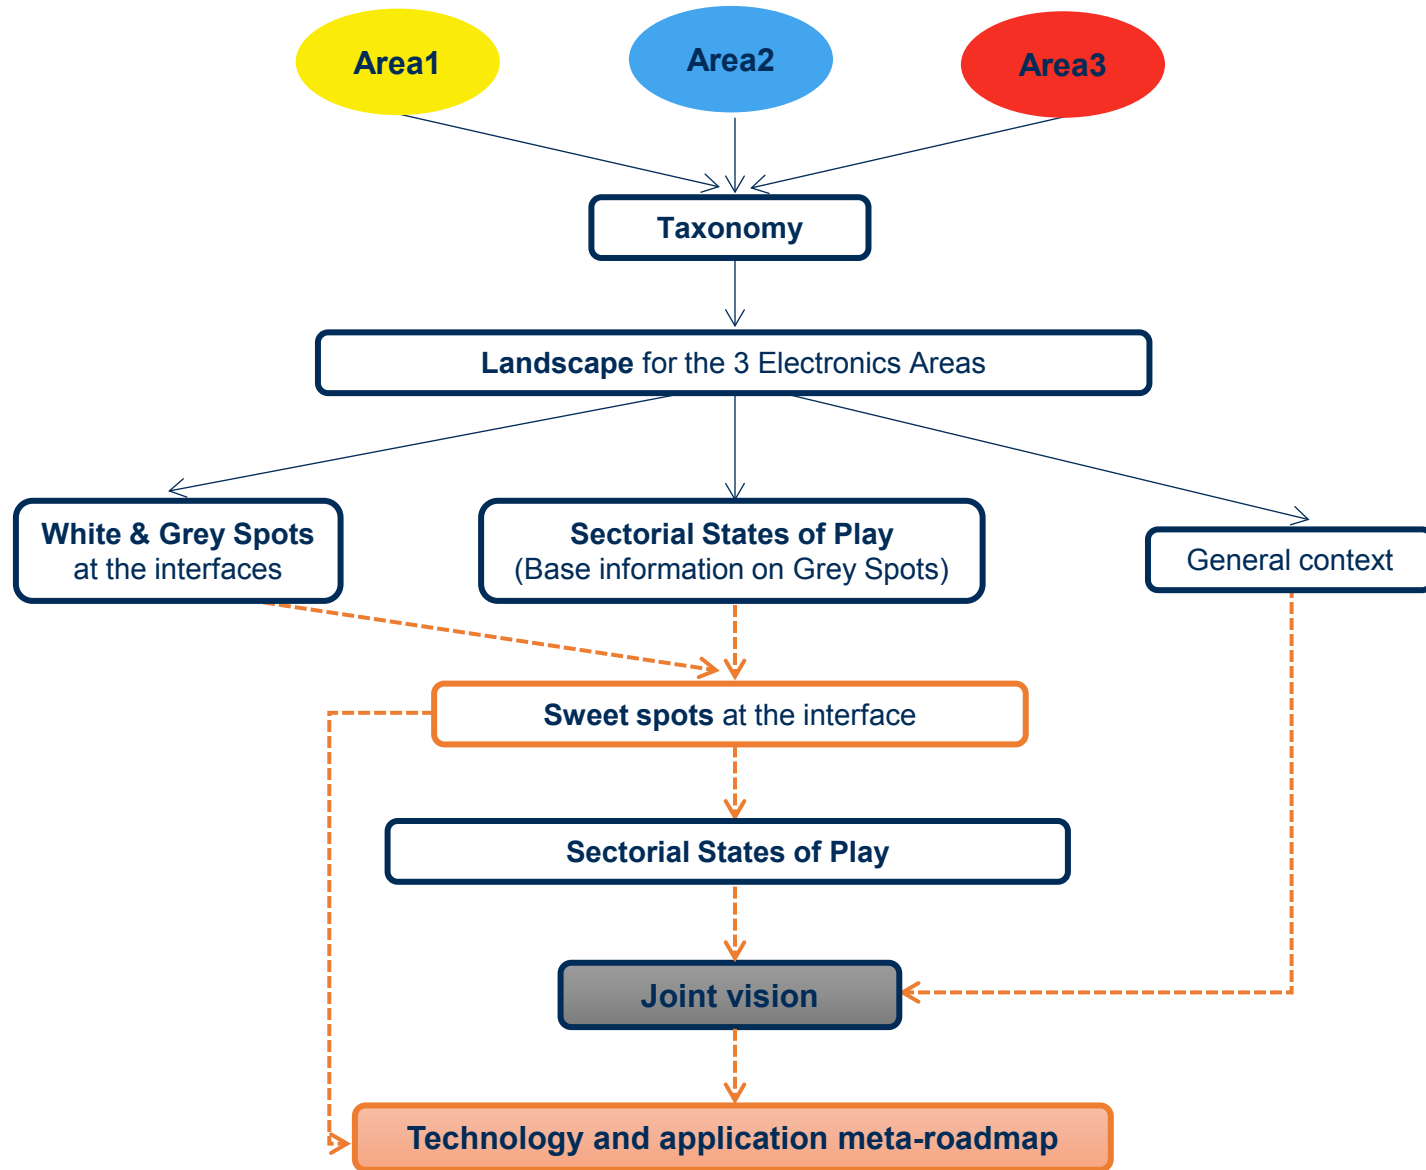 Area1
Area2
Area3
Taxonomy
Landscape for the 3 Electronics Areas
White & Grey Spots
at the interfaces
Sectorial States of Play
(Base information on Grey Spots)
General context
Sweet spots at the interface
Sectorial States of Play
Joint vision
Technology and application meta-roadmap